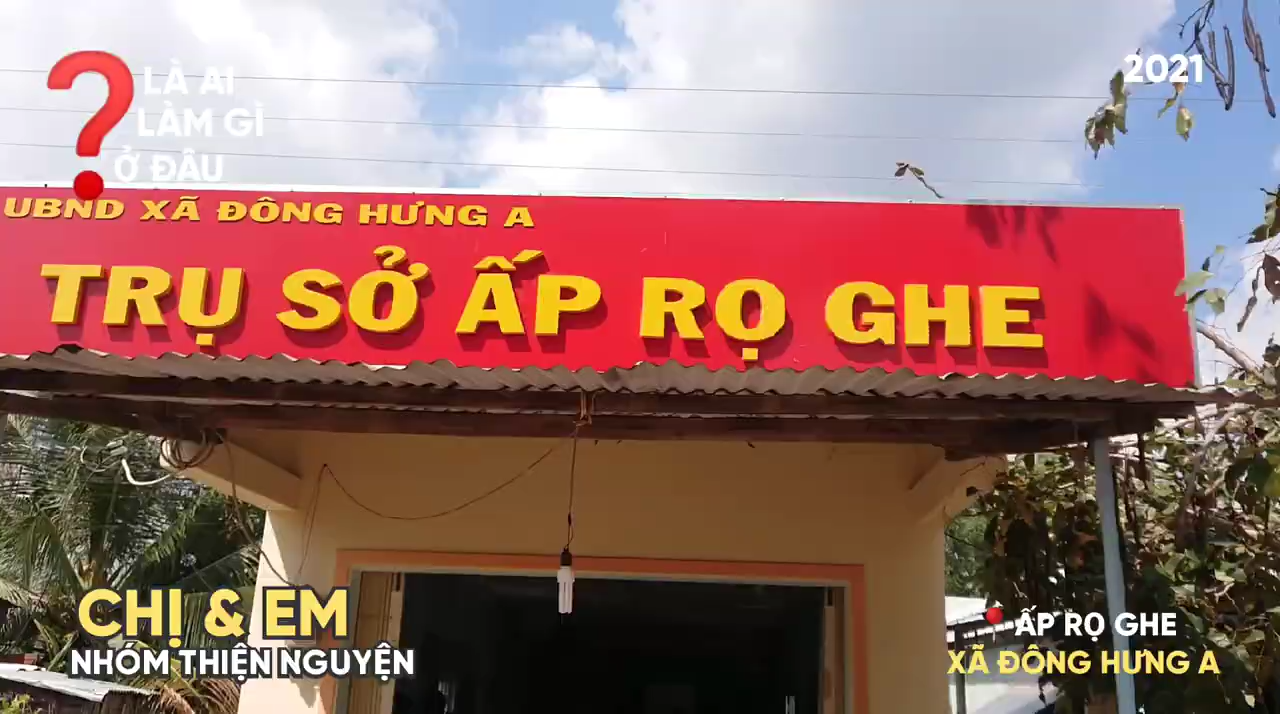 LÀ AI
LÀM GÌ
Ở ĐÂU
2021
UBND XÃ ĐÔNG HƯNG A
TRỤ SỞ ẤP RỌ GHE
CHỊ & EM
NHÓM THIỆN NGUYỆN
ẤP RỌ GHE
XÃ ĐÔNG HƯNG A